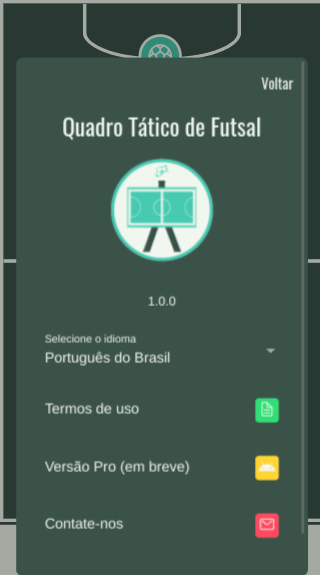 Voltar
Quadro Tático de Futsal
1.0.0
Selecione o idioma
Português do Brasil
Termos de uso
Versão Pro (em breve)
Contate-nos